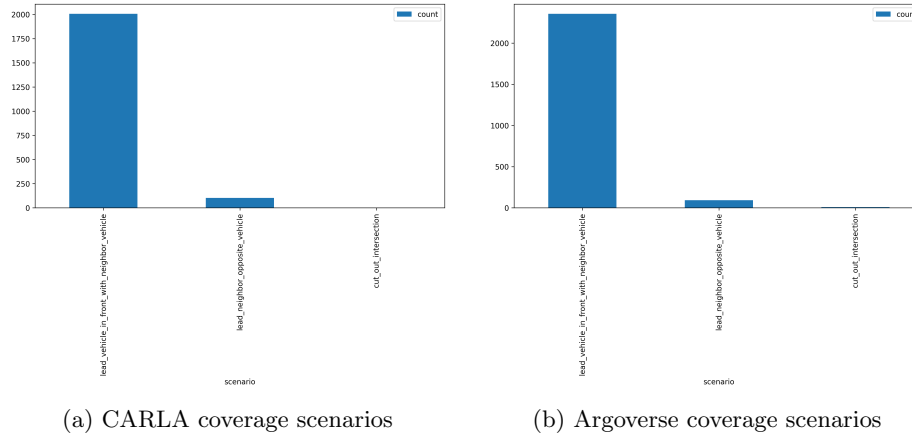 2000
1750
1500
1250
1000
750
500
250
0
count
lead_vehicle_in_front_with_neighbor_vehicle
lead_neighbor_opposite_vehicle
cut_out_intersection
scenario
(a) CARLA coverage scenarios
2000
1500
1000
500
0
count
lead_vehicle_in_front_with_neighbor_vehicle
lead_neighbor_opposite_vehicle
cut_out_intersection
scenario
(b) Argoverse coverage scenarios